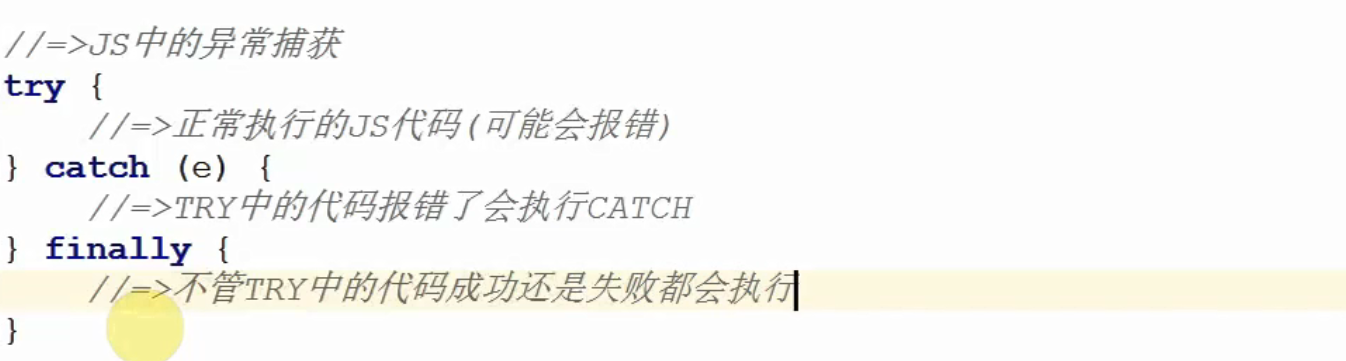 //=>JS中的异常捕获
try {
    //=>正常执行的JS代码(可能会报错)
} catch (e) {
    //=>TRY中的代码报错了会执行CATCH
} finally {
    //=>不管TRY中的代码成功还是失败都会执行
}